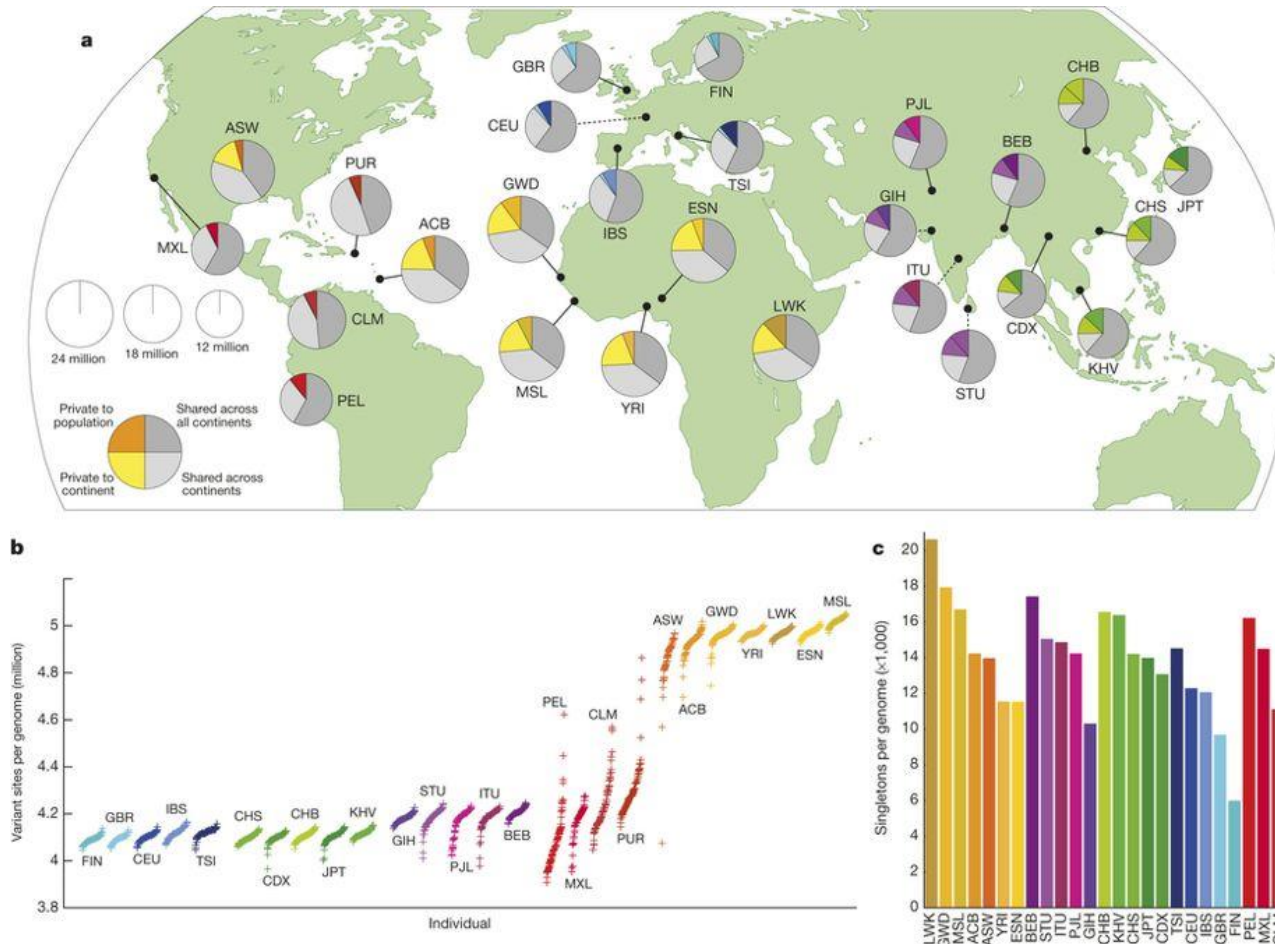 a
GBR
FIN
CHB
CEU
PJL
ASW
BEB
PUR
GWD
TSI
ESN
CHS
JPT
ACB
IBS
GIH
MXL
ITU
CLM
LWK
CDX
24 million
18 million
12 million
MSL
KHV
YRI
STU
PEL
Private to population
Shared across all continents
Private to continent
Shared across continents
b
Variant sites per genome (million)
5
4.8
4.6
4.4
4.2
4
3.8
FIN
GBR
CEU
IBS
TSI
CHS
CDX
CHB
JPT
KHV
GIH
STU
PJL
ITU
BEB
PEL
MXL
CLM
PUR
ASW
ACB
GWD
YRI
LWK
ESN
MSL
Individual
c
Singletons per genome (×1,000)
20
18
16
14
12
10
8
6
4
2
0
LWK
GWD
MSL
ACB
ASW
YRI
ESN
BEB
STU
ITU
PJL
GIH
CHB
KHV
CHS
JPT
CDX
TSI
CEU
IBS
GBR
FIN
PEL
MXL